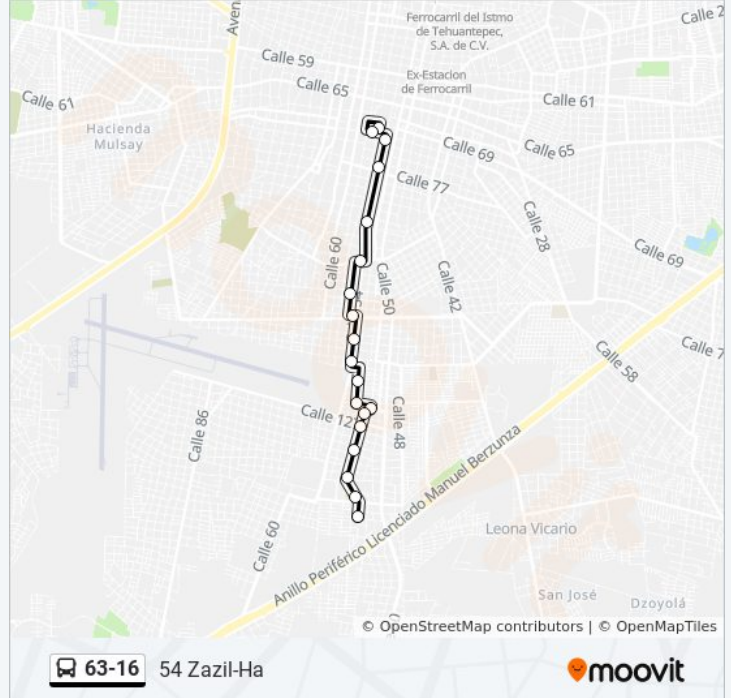 Ferrocarril del Istmo
de Tehuantepec,
S.A. de C.V.
Calle 2
Aven
Calle 59
Calle 65
Ex-Estacion
de Ferrocarril
Calle 61
Calle 61
Hacienda
Mulsay
Calle 69
Calle 65
Calle 77
Calle 28
Calle 69
Calle 60
Calle 50
Calle 42
Calle 58
Calle 7
Calle 86
Calle 12
Calle 48
Anillo Periférico Licenciado Manuel Berzunza
Calle 60
Leona Vicario
San José
Dzoyolá
© OpenStreetMap contributors | © OpenMapTiles
63-16 54 Zazil-Ha
moovit